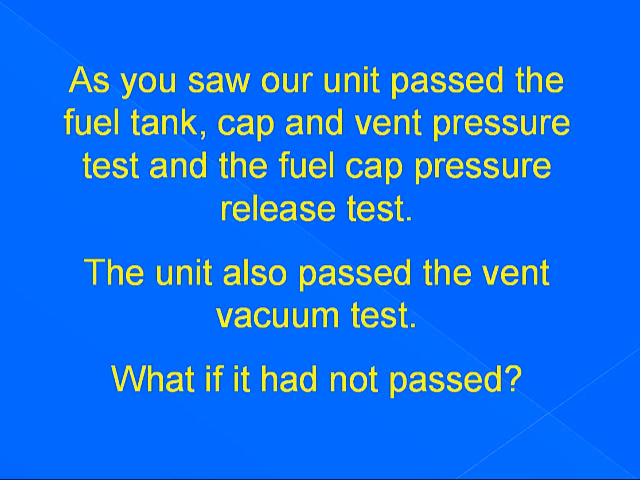 As you saw our unit passed the
fuel tank, cap and vent pressure
test and the fuel cap pressure
release test.
The unit also passed the vent
vacuum test.
What if it had not passed?